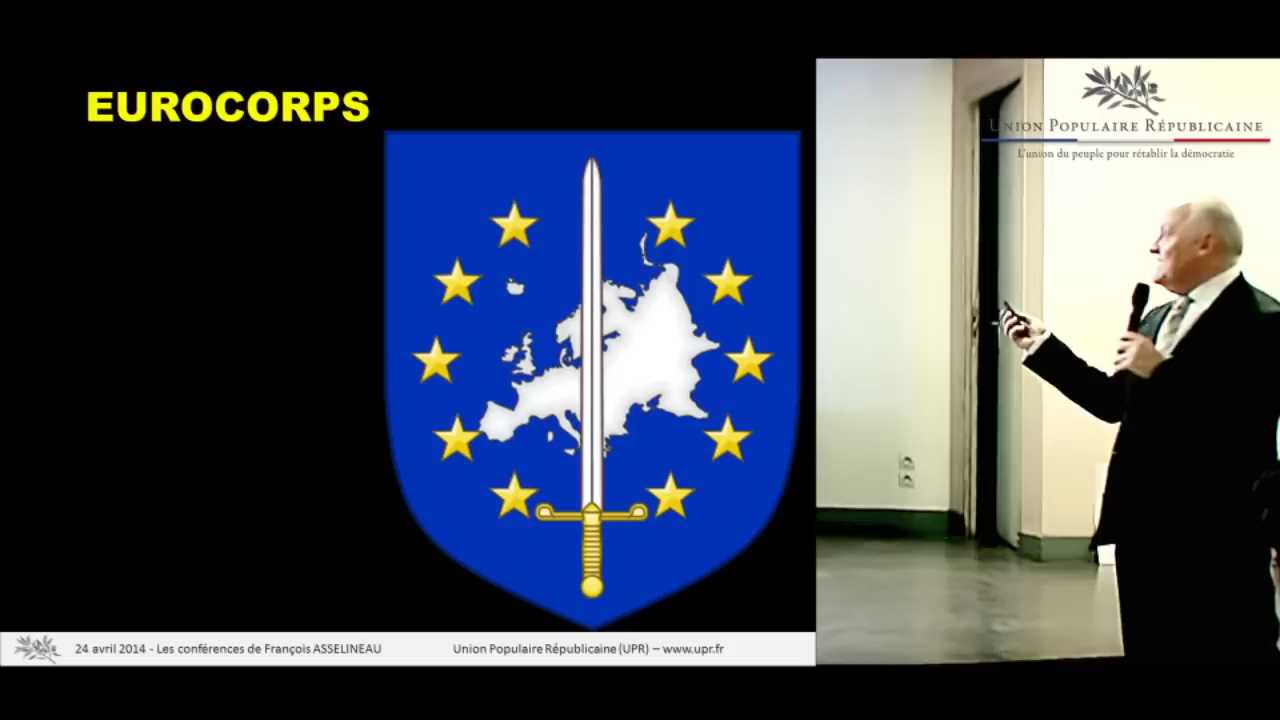 EUROCORPS
UNION POPULAIRE RÉPUBLICAINE
L'union du peuple pour rétablir la démocratie
24 avril 2014 - Les conférences de François ASSELINEAU
Union Populaire Républicaine (UPR) – www.upr.fr